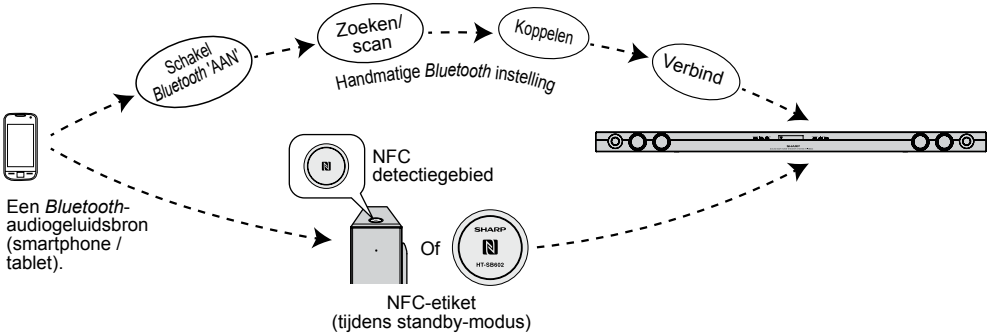 Schakel
Bluetooth 'AAN'
Zoeken/
scan
Koppelen
Verbind
Handmatige Bluetooth instelling
Een Bluetooth-
audiogeluidsbron
(smartphone /
tablet).
NFC
detectiegebied
Of
SHARP
HT-SB602
NFC-etiket
(tijdens standby-modus)
SHARP